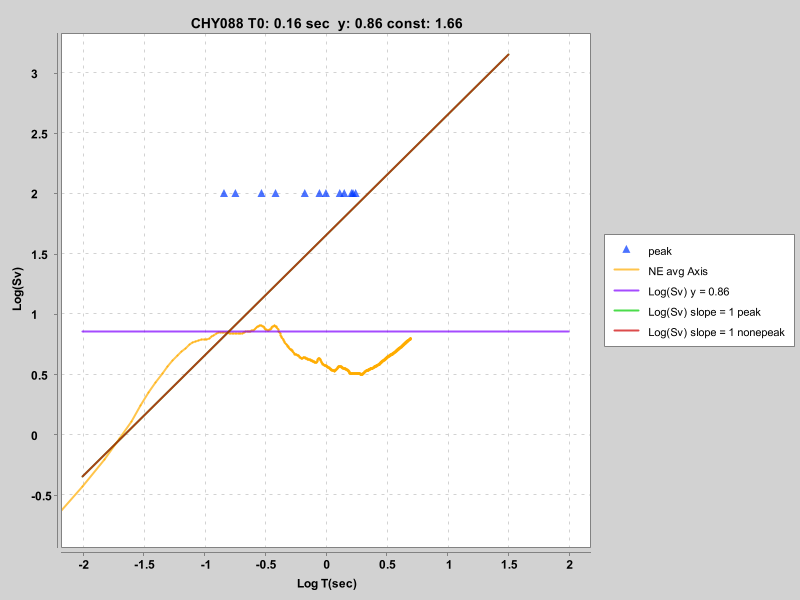 CHY088 T0: 0.16 sec  y: 0.86 const: 1.66
Log(Sv)
3
2.5
2
1.5
1
0.5
0
-0.5
-2
-1.5
-1
-0.5
0
0.5
1
1.5
2
Log T(sec)
peak
NE avg Axis
Log(Sv) y = 0.86
Log(Sv) slope = 1 peak
Log(Sv) slope = 1 nonepeak